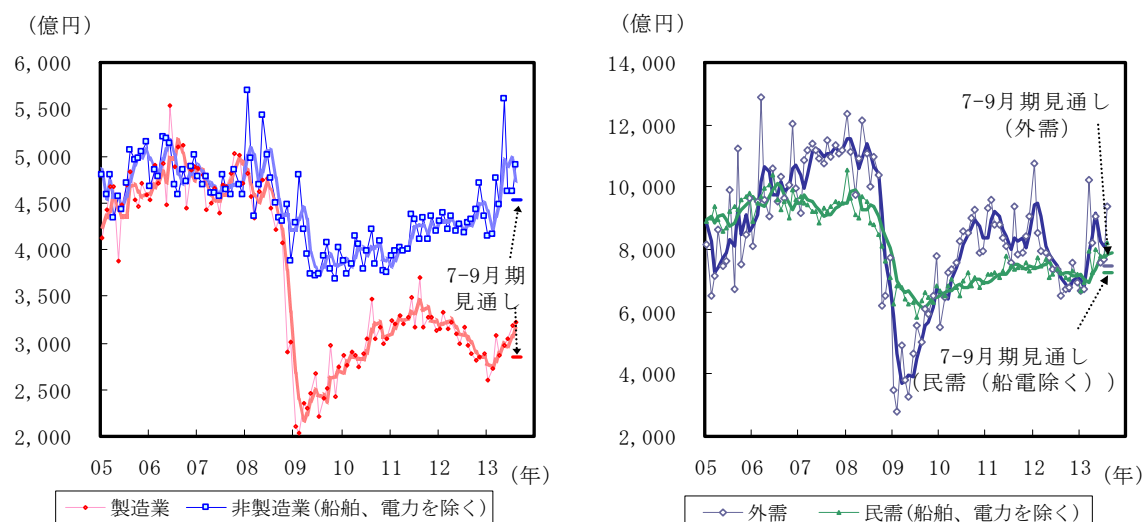 (億円)
6,000
5,500
5,000
4,500
4,000
3,500
3,000
2,500
2,000
7-9月期
見通し
05 06 07 08 09 10 11 12 13 (年)
製造業 非製造業(船舶、電力を除く)
(億円)
14,000
12,000
10,000
8,000
6,000
4,000
2,000
7-9月期見通し
(外需)
7-9月期見通し
(民需(船電除く))
05 06 07 08 09 10 11 12 13 (年)
外需 民需(船舶、電力を除く)